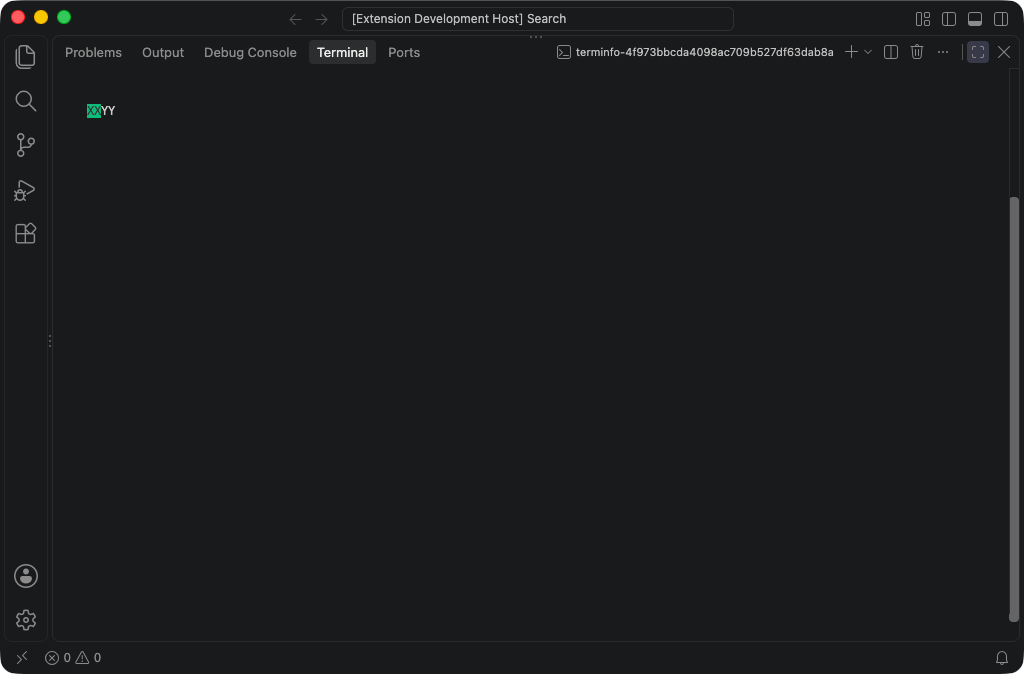 [Extension Development Host] Search
Problems Output Debug Console Terminal Ports
terminfo-4f973bbcda4098ac709b527df63dab8a
XXYY
0 0